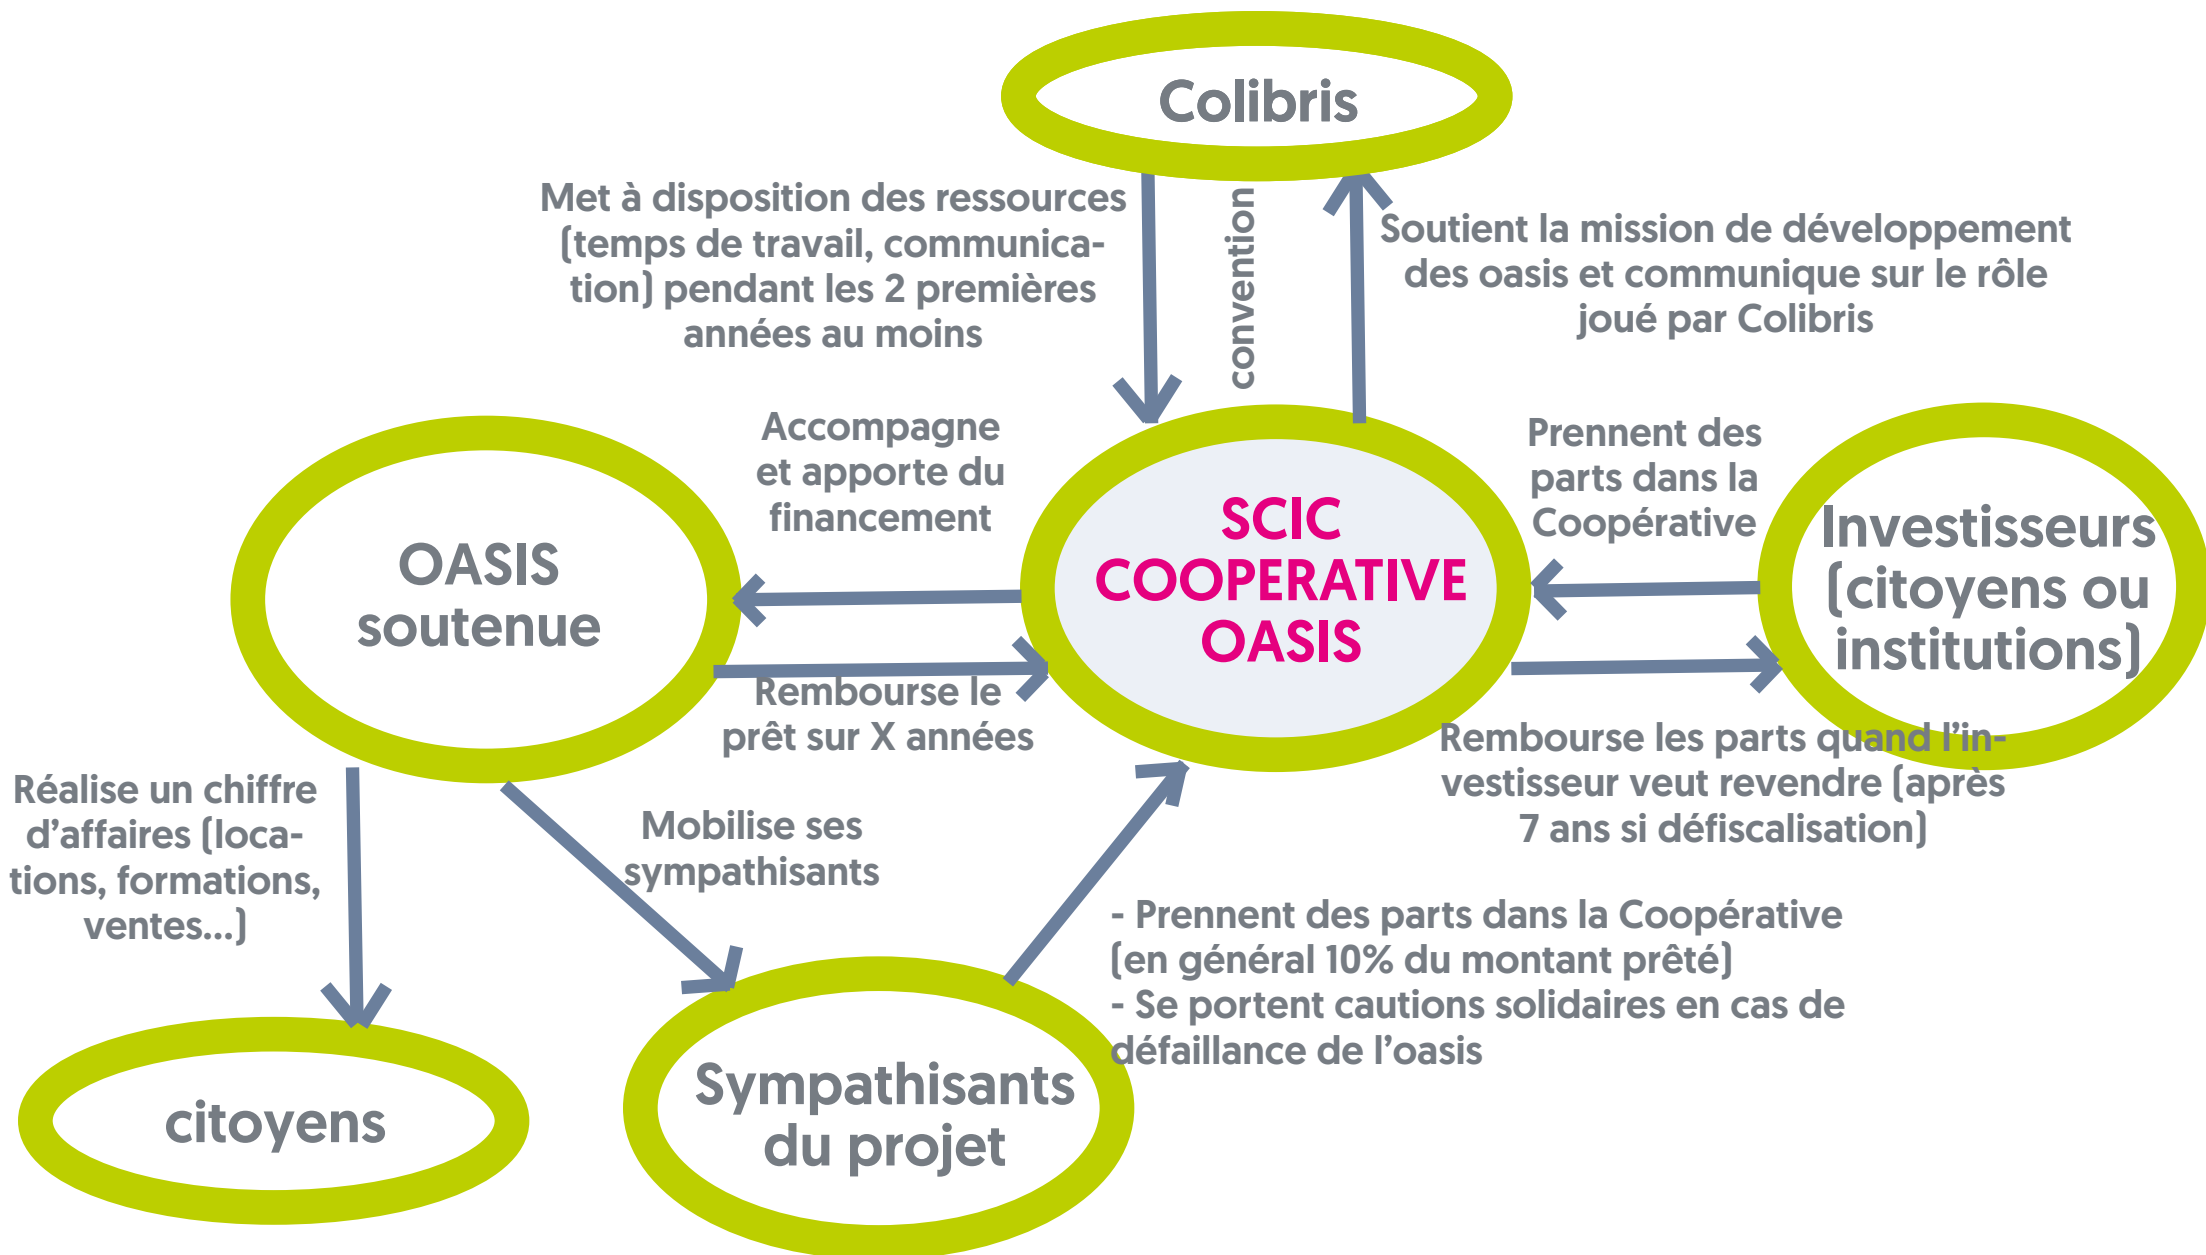 Colibris
Met à disposition des ressources
(temps de travail, communica-
tion) pendant les 2 premières
années au moins
convention
Soutient la mission de développement
des oasis et communique sur le rôle
joué par Colibris
Accompagne
et apporte du
financement
Prennent des
parts dans la
Coopérative
OASIS
soutenue
SCIC
COOPERATIVE
OASIS
Investisseurs
(citoyens ou
institutions)
Rembourse le
prêt sur X années
Rembourse les parts quand l’in-
vestisseur veut revendre (après
7 ans si défiscalisation)
Réalise un chiffre
d’affaires (loca-
tions, formations,
ventes...)
Mobilise ses
sympathisants
- Prennent des parts dans la Coopérative
(en général 10% du montant prêté)
- Se portent cautions solidaires en cas de
défaillance de l’oasis
citoyens
Sympathisants
du projet